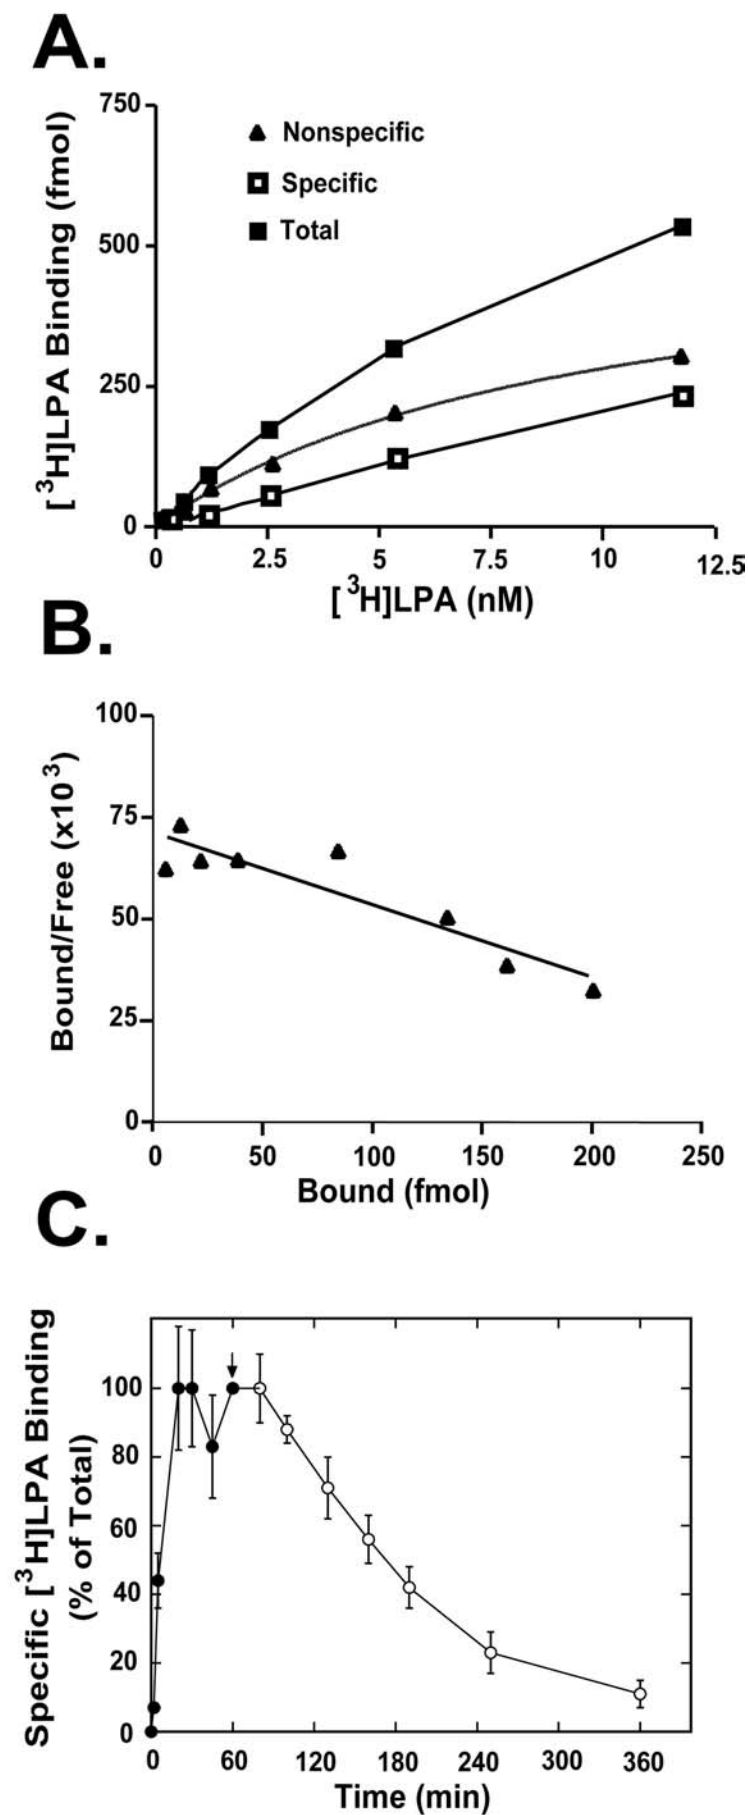 A.
750
500
250
0
[³H]LPA Binding (fmol)
Nonspecific
Specific
Total
0 2.5 5 7.5 10 12.5
[³H]LPA (nM)
B.
100
75
50
25
0
Bound/Free (x10³)
0 50 100 150 200 250
Bound (fmol)
C.
Specific [³H]LPA Binding
(% of Total)
100
80
60
40
20
0
0 60 120 180 240 300 360
Time (min)